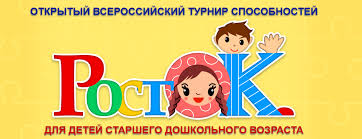 ОТКРЫТЫЙ ВСЕРОССИЙСКИЙ ТУРНИР СПОСОБНОСТЕЙ
РОСТОК
ДЛЯ ДЕТЕЙ СТАРШЕГО ДОШКОЛЬНОГО ВОЗРАСТА